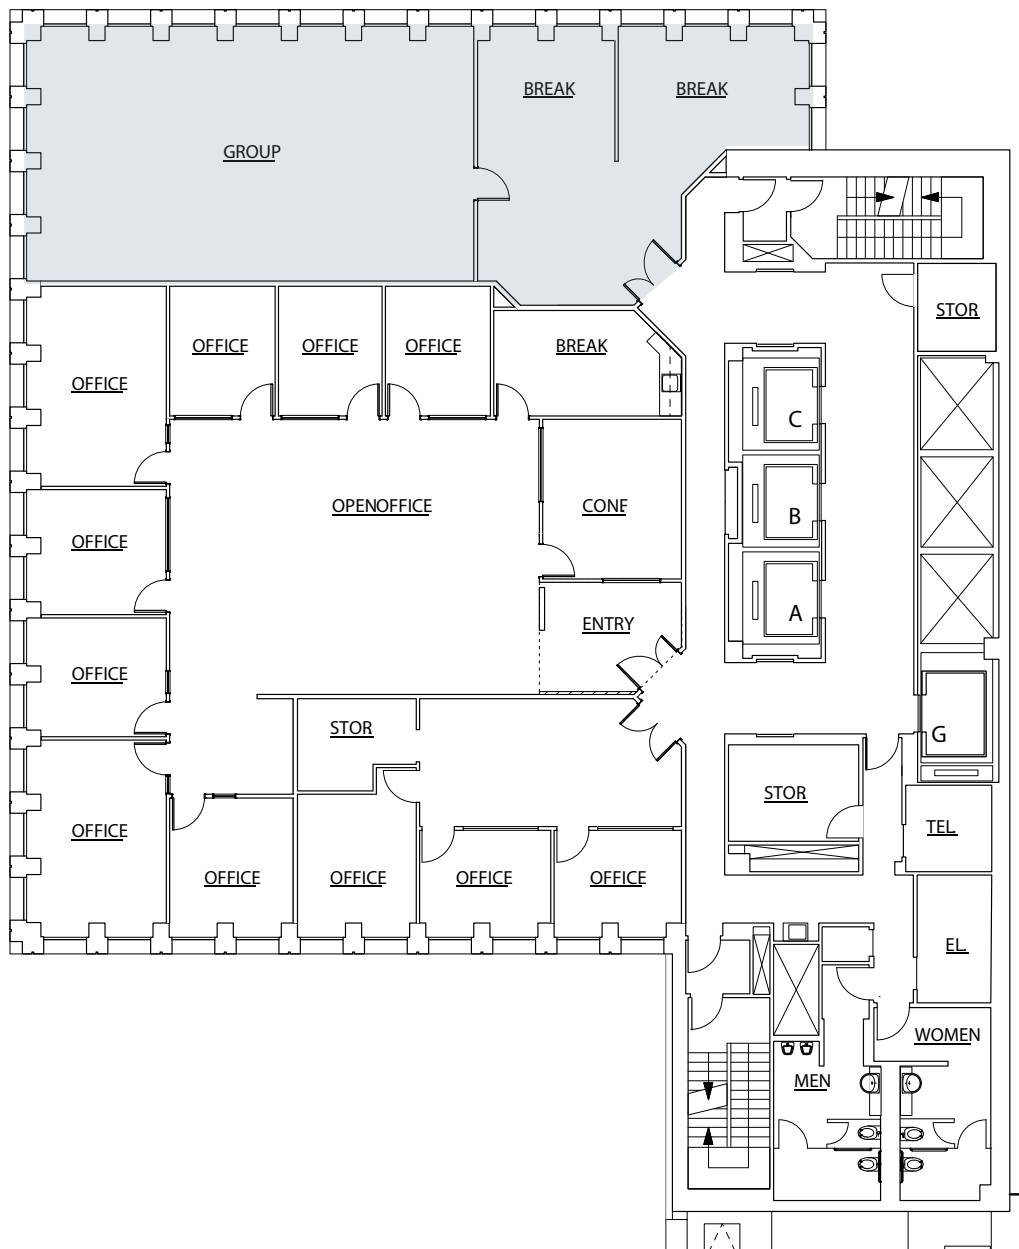 BREAK
BREAK
GROUP
STOR
OFFICE
OFFICE
OFFICE
BREAK
OFFICE
C
OPENOFFICE
CONF
B
OFFICE
A
ENTRY
OFFICE
STOR
G
STOR
OFFICE
TEL.
OFFICE
OFFICE
OFFICE
OFFICE
EL.
WOMEN
MEN